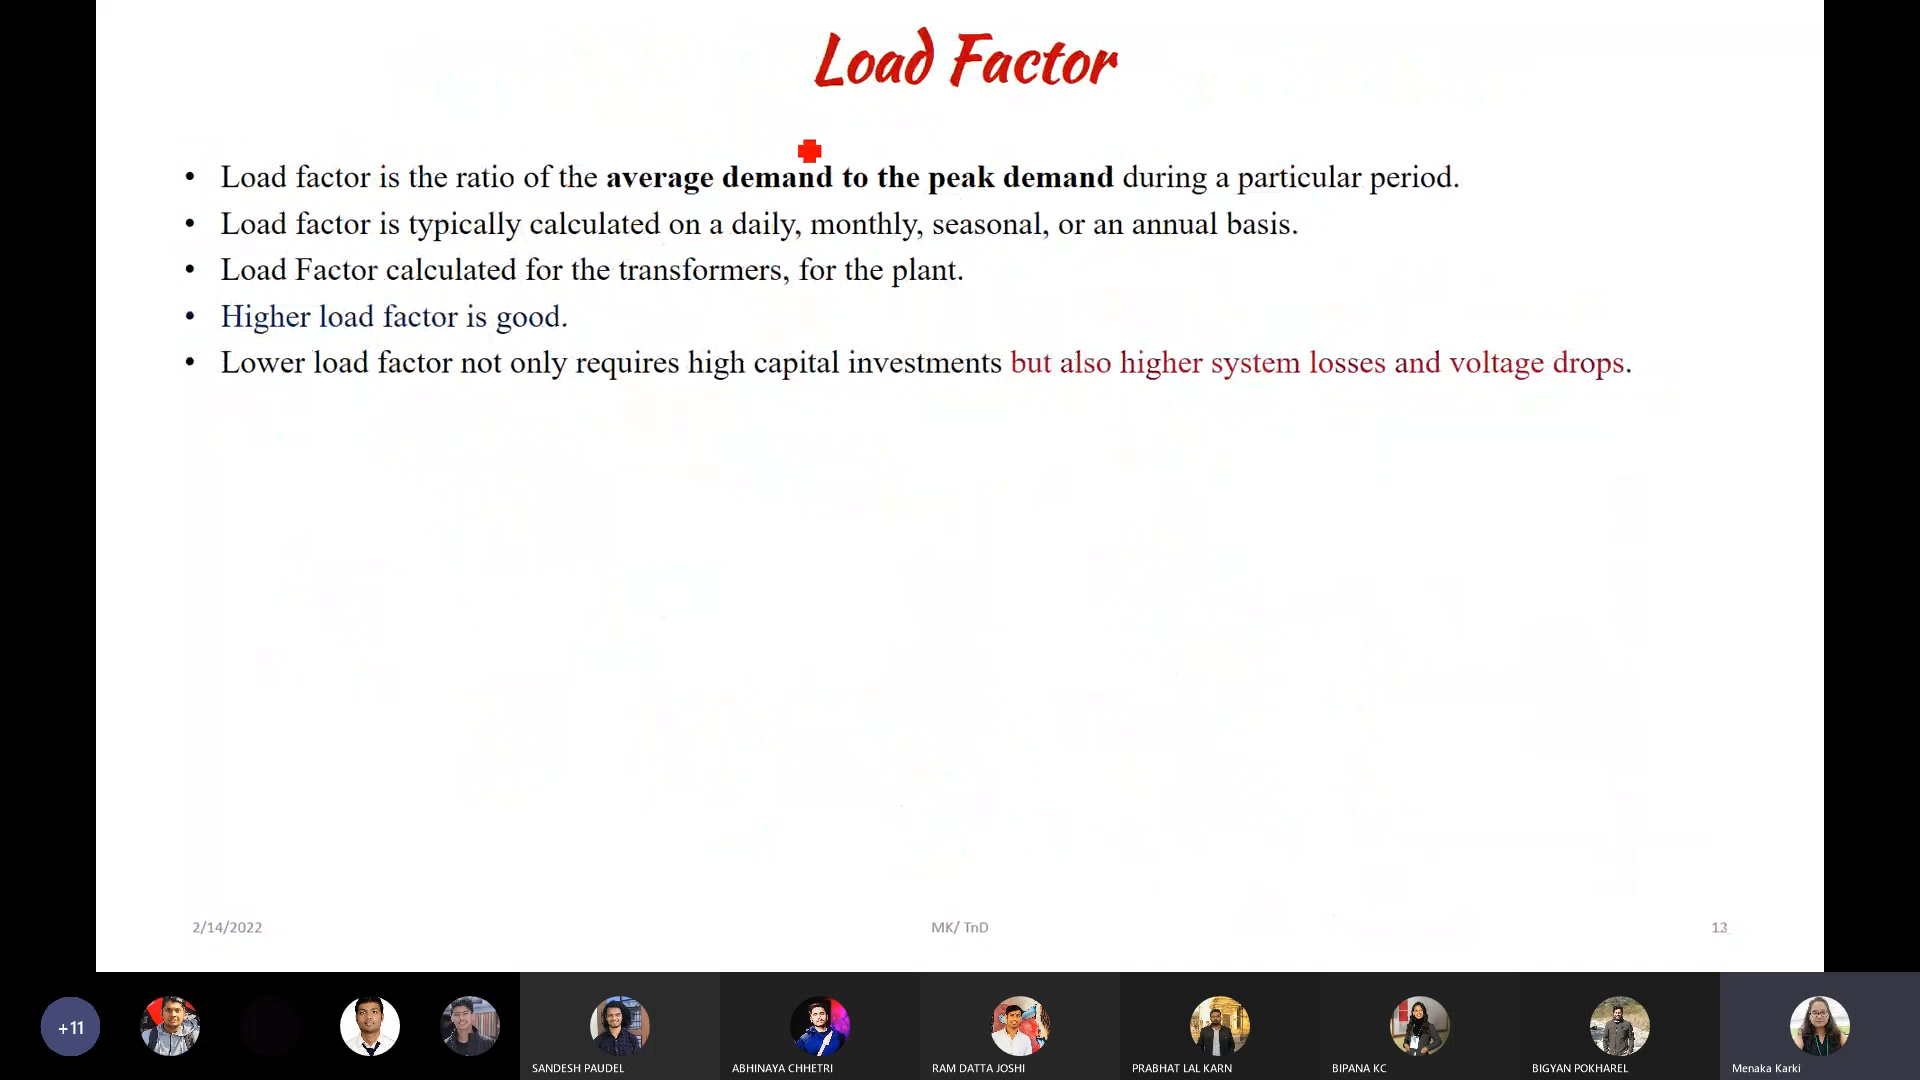 Load Factor
• Load factor is the ratio of the average demand to the peak demand during a particular period.
• Load factor is typically calculated on a daily, monthly, seasonal, or an annual basis.
• Load Factor calculated for the transformers, for the plant.
• Higher load factor is good.
• Lower load factor not only requires high capital investments but also higher system losses and voltage drops.
2/14/2022 MK/ TnD 13
+11
SANDESH PAUDEL ABHINAYA CHHETRI RAM DATTA JOSHI PRABHAT LAL KARN BIPANA KC BIGYAN POKHAREL Menaka Karki